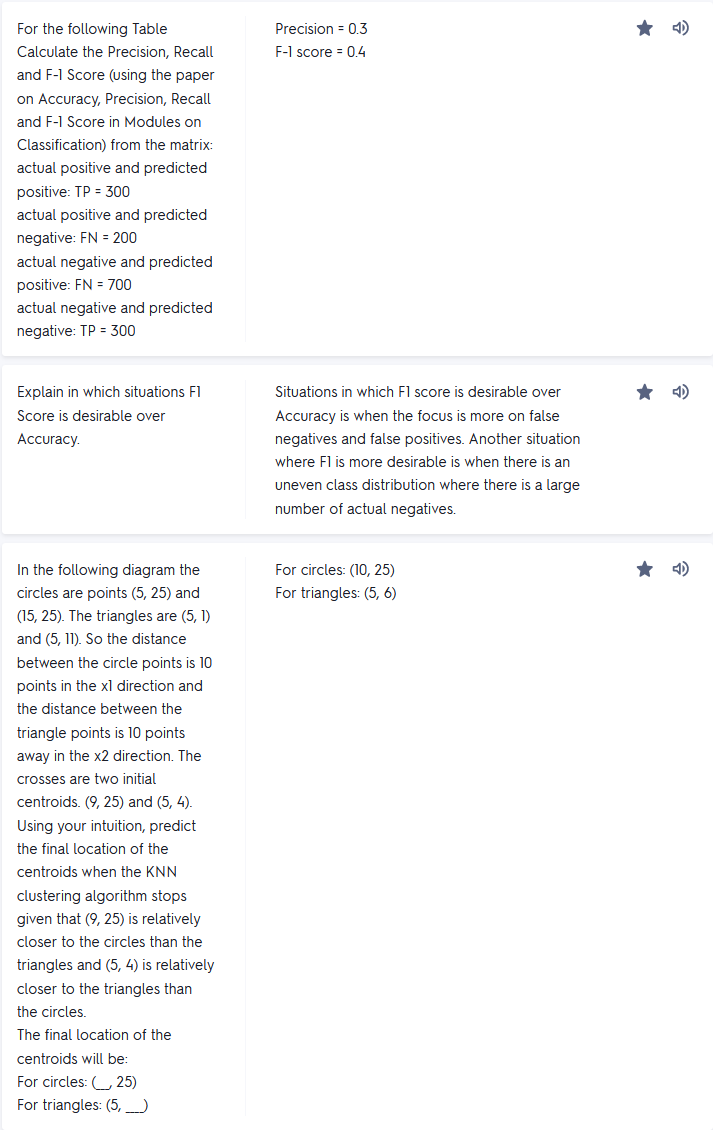 For the following Table
Calculate the Precision, Recall
and F-1 Score (using the paper
on Accuracy, Precision, Recall
and F-1 Score in Modules on
Classification) from the matrix:
actual positive and predicted
positive: TP = 300
actual positive and predicted
negative: FN = 200
actual negative and predicted
positive: FN = 700
actual negative and predicted
negative: TP = 300
Precision = 0.3
F-1 score = 0.4
Explain in which situations F1
Score is desirable over
Accuracy.
Situations in which F1 score is desirable over
Accuracy is when the focus is more on false
negatives and false positives. Another situation
where F1 is more desirable is when there is an
uneven class distribution where there is a large
number of actual negatives.
In the following diagram the
circles are points (5, 25) and
(15, 25). The triangles are (5, 1)
and (5, 11). So the distance
between the circle points is 10
points in the x1 direction and
the distance between the
triangle points is 10 points
away in the x2 direction. The
crosses are two initial
centroids. (9, 25) and (5, 4).
Using your intuition, predict
the final location of the
centroids when the KNN
clustering algorithm stops
given that (9, 25) is relatively
closer to the circles than the
triangles and (5, 4) is relatively
closer to the triangles than
the circles.
The final location of the
centroids will be:
For circles: (__, 25)
For triangles: (5, ___)
For circles: (10, 25)
For triangles: (5, 6)